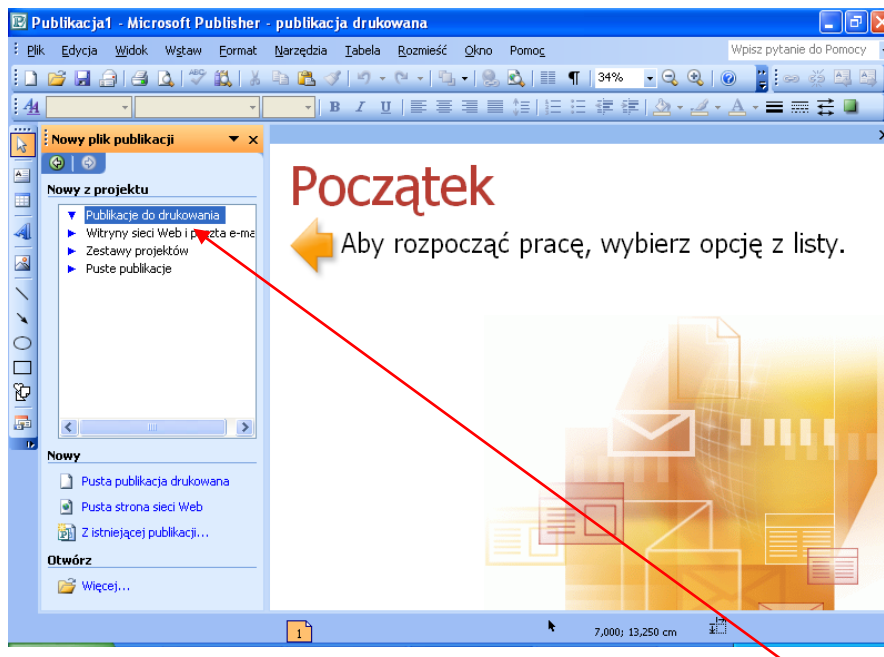 Publikacja1 - Microsoft Publisher - publikacja drukowana
Plik Edycja Widok Wstaw Format Narzędzia Tabela Rozmieść Okno Pomoc Wpisz pytanie do Pomocy
34%
A B I U A
Nowy plik publikacji
Nowy z projektu
Publikacje do drukowania
Witryny sieci Web i poczta e-ma
Zestawy projektów
Puste publikacje
Początek
Aby rozpocząć pracę, wybierz opcję z listy.
Nowy
Pusta publikacja drukowana
Pusta strona sieci Web
Z istniejącej publikacji...
Otwórz
Więcej...
1
7,000; 13,250 cm